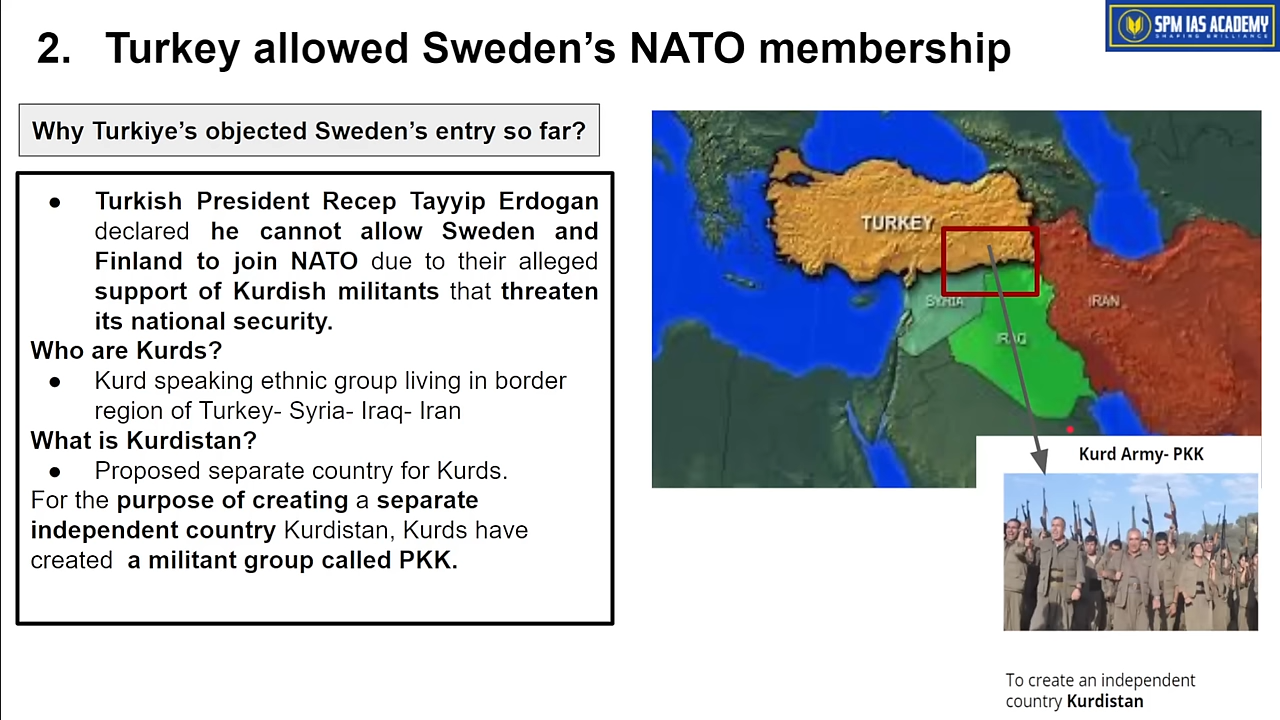 2. Turkey allowed Sweden’s NATO membership
SPM IAS ACADEMY
SHAPING BRILLIANCE
Why Turkiye’s objected Sweden’s entry so far?
● Turkish President Recep Tayyip Erdogan
declared he cannot allow Sweden and
Finland to join NATO due to their alleged
support of Kurdish militants that threaten
its national security.
Who are Kurds?
● Kurd speaking ethnic group living in border
region of Turkey- Syria- Iraq- Iran
What is Kurdistan?
● Proposed separate country for Kurds.
For the purpose of creating a separate
independent country Kurdistan, Kurds have
created a militant group called PKK.
TURKEY
SYRIA
IRAN
IRAQ
Kurd Army- PKK
To create an independent
country Kurdistan